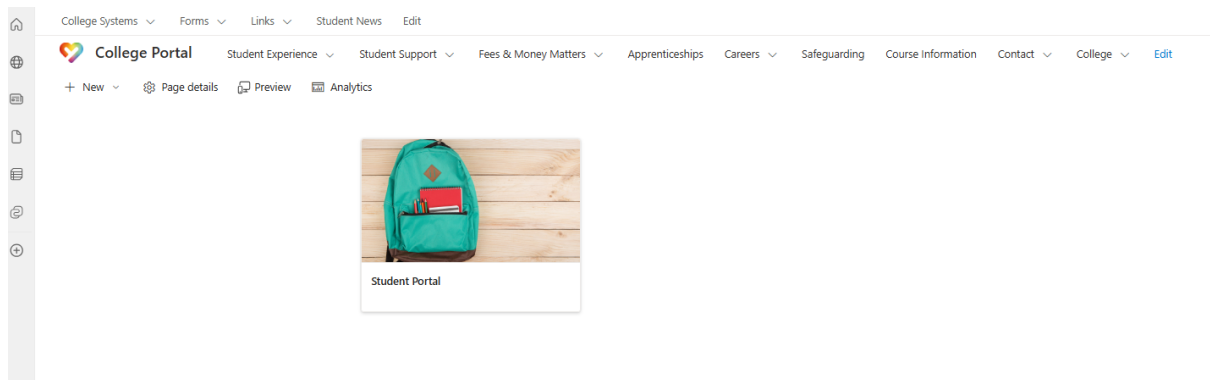 College Systems Forms Links Student News Edit
College Portal Student Experience Student Support Fees & Money Matters Apprenticeships Careers Safeguarding Course Information Contact College Edit
+ New Page details Preview Analytics
Student Portal